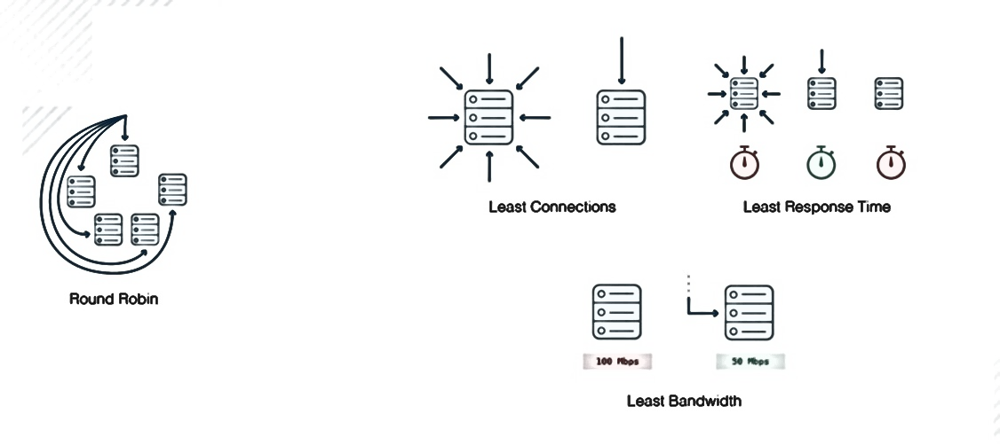 Least Connections
Least Response Time
Round Robin
100 Mbps
50 Mbps
Least Bandwidth